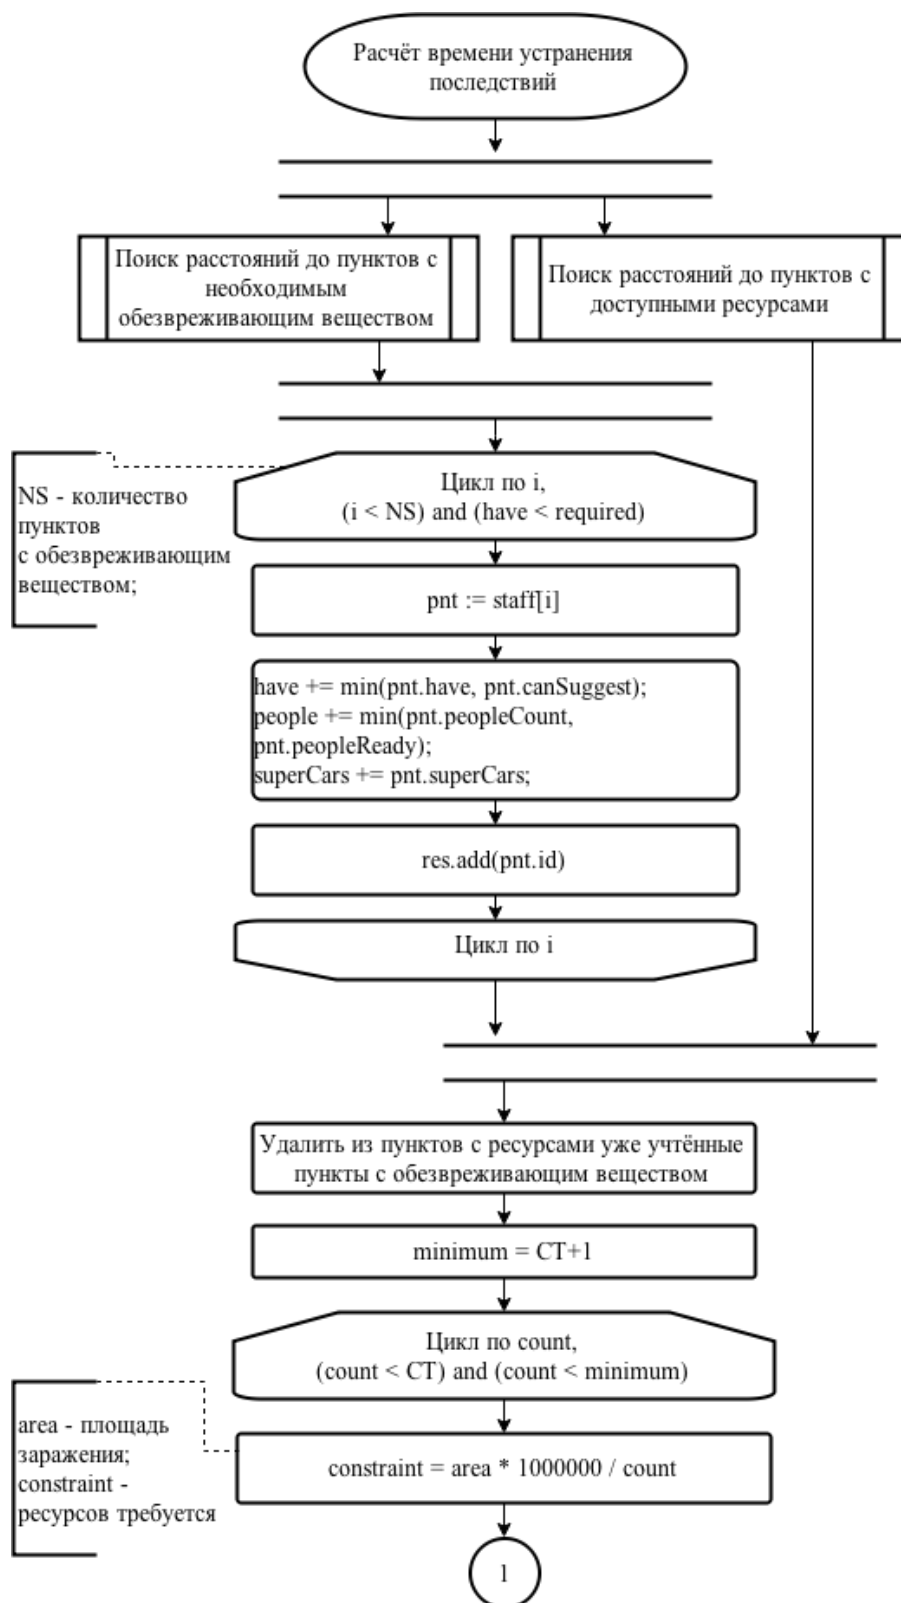 Расчёт времени устранения
последствий
Поиск расстояний до пунктов с
необходимым
обезвреживающим веществом
Поиск расстояний до пунктов с
доступными ресурсами
NS - количество
пунктов
с обезвреживающим
веществом;
Цикл по i,
(i < NS) and (have < required)
pnt := staff[i]
have += min(pnt.have, pnt.canSuggest);
people += min(pnt.peopleCount,
pnt.peopleReady);
superCars += pnt.superCars;
res.add(pnt.id)
Цикл по i
Удалить из пунктов с ресурсами уже учтённые
пункты с обезвреживающим веществом
minimum = CT+1
Цикл по count,
(count < CT) and (count < minimum)
area - площадь
заражения;
constraint -
ресурсов требуется
constraint = area * 1000000 / count
1